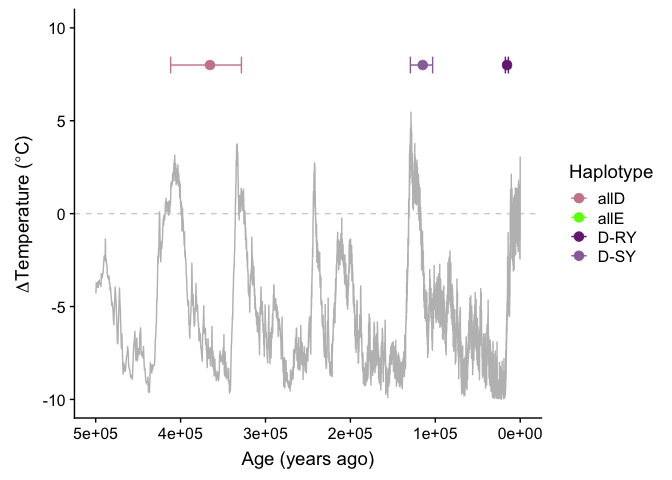 10
5
0
-5
-10
ΔTemperature (°C)
5e+05 4e+05 3e+05 2e+05 1e+05 0e+00
Age (years ago)
Haplotype
allD
allE
D-RY
D-SY